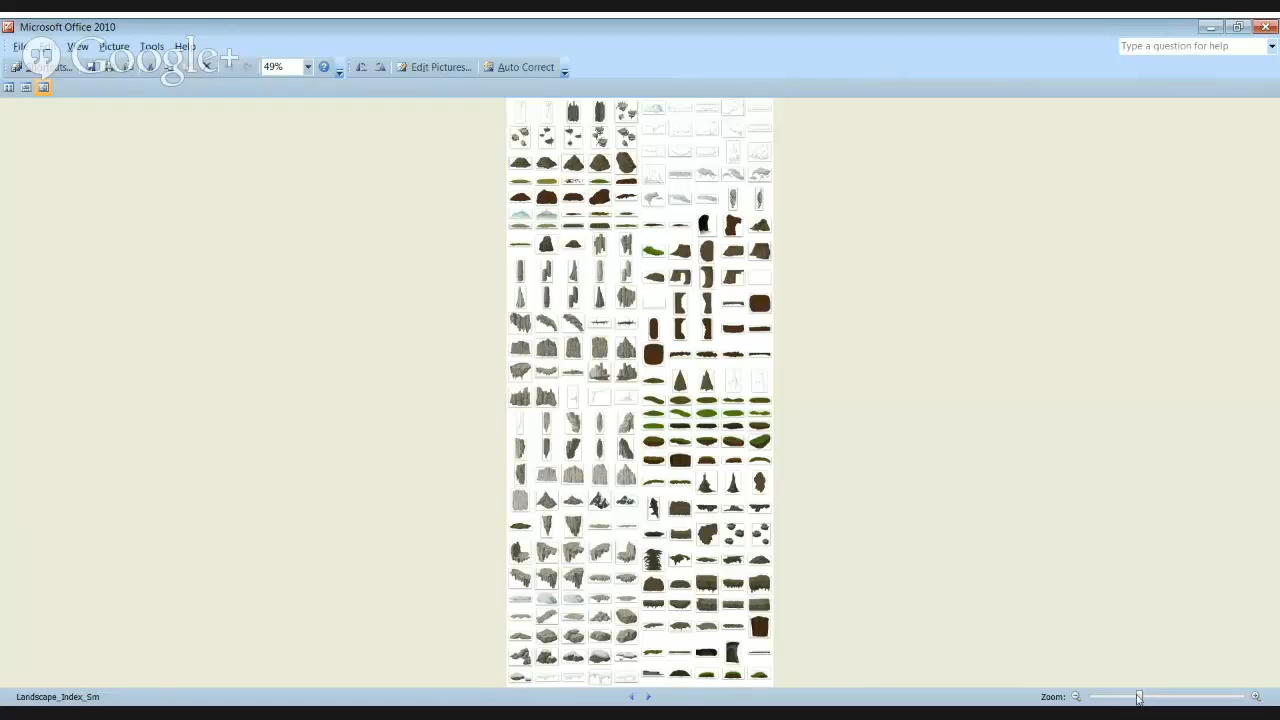 Microsoft Office 2010
View Picture Tools Help
Type a question for help
Google+
49%
Edit Pictures...
Auto Correct
Landscape_Index_Sm
Zoom: